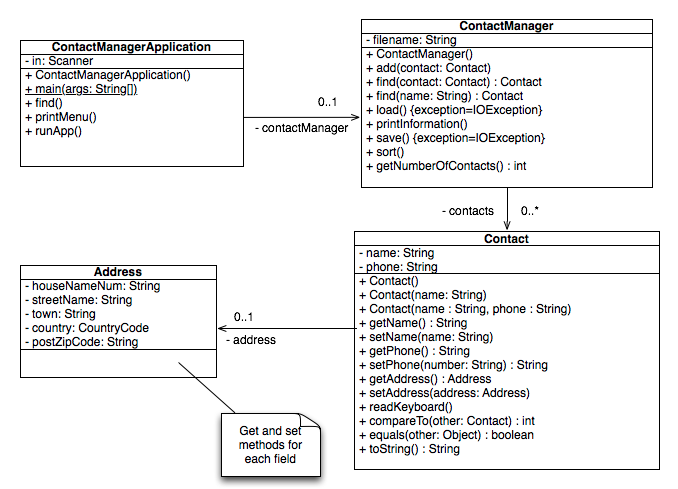 ContactManagerApplication
- in: Scanner
+ ContactManagerApplication()
+ main(args: String[])
+ find()
+ printMenu()
+ runApp()
0..1
- contactManager
ContactManager
- filename: String
+ ContactManager()
+ add(contact: Contact)
+ find(contact: Contact) : Contact
+ find(name: String) : Contact
+ load() {exception=IOException}
+ printInformation()
+ save() {exception=IOException}
+ sort()
+ getNumberOfContacts() : int
- contacts
0..*
Contact
- name: String
- phone: String
+ Contact()
+ Contact(name: String)
+ Contact(name : String, phone : String)
+ getName() : String
+ setName(name: String)
+ getPhone() : String
+ setPhone(number: String) : String
+ getAddress() : Address
+ setAddress(address: Address)
+ readKeyboard()
+ compareTo(other: Contact) : int
+ equals(other: Object) : boolean
+ toString() : String
0..1
- address
Address
- houseNameNum: String
- streetName: String
- town: String
- country: CountryCode
- postZipCode: String
Get and set
methods for
each field